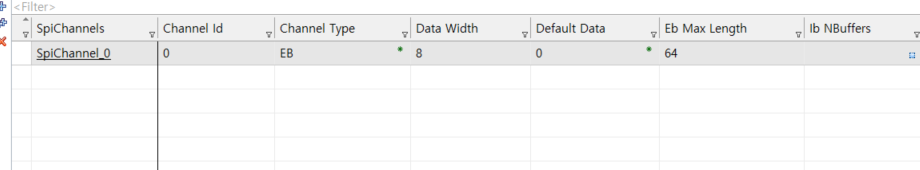 <Filter>
SpiChannels Channel Id Channel Type Data Width Default Data Eb Max Length Ib NBuffers
SpiChannel_0 0 EB 8 0 64